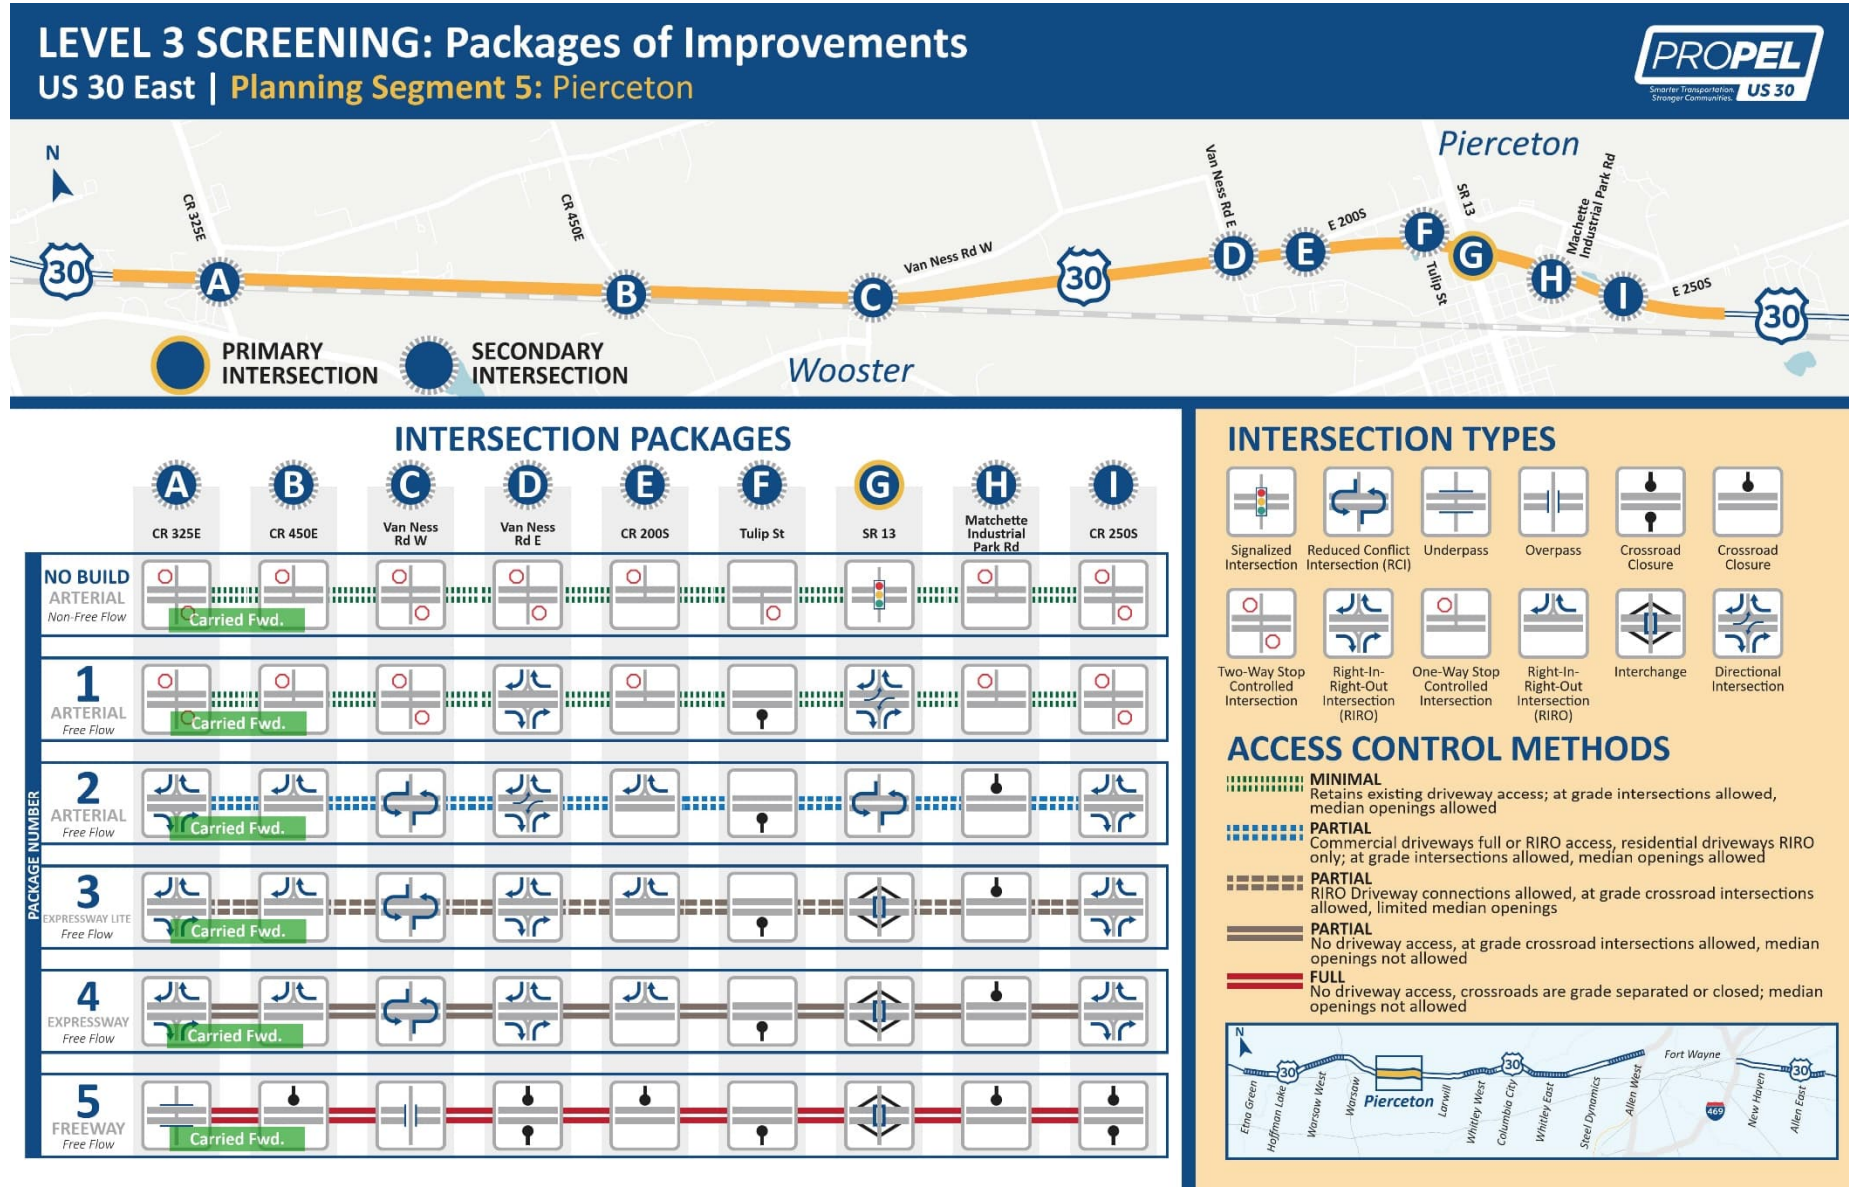 LEVEL 3 SCREENING: Packages of Improvements
US 30 East | Planning Segment 5: Pierceton
PROPEL
Smarter Transportation.
Stronger Communities.
US 30
N
30
CR 325E
A
CR 450E
B
C
Van Ness Rd W
30
Van Ness Rd E
D
E
E 200S
F
Tulip St
SR 13
G
Pierceton
H
Machette
Industrial Park Rd
I
E 250S
30
PRIMARY
INTERSECTION
SECONDARY
INTERSECTION
Wooster
INTERSECTION PACKAGES
A B C D E F G H I
CR 325E
CR 450E
Van Ness
Rd W
Van Ness
Rd E
CR 200S
Tulip St
SR 13
Matchette
Industrial
Park Rd
CR 250S
PACKAGE NUMBER
NO BUILD
ARTERIAL
Non-Free Flow
Carried Fwd.
1
ARTERIAL
Free Flow
Carried Fwd.
2
ARTERIAL
Free Flow
Carried Fwd.
3
EXPRESSWAY LITE
Free Flow
Carried Fwd.
4
EXPRESSWAY
Free Flow
Carried Fwd.
5
FREEWAY
Free Flow
Carried Fwd.
INTERSECTION TYPES
Signalized
Intersection
Reduced Conflict
Intersection (RCI)
Underpass
Overpass
Crossroad
Closure
Crossroad
Closure
Two-Way Stop
Controlled
Intersection
Right-In-
Right-Out
Intersection
(RIRO)
One-Way Stop
Controlled
Intersection
Right-In-
Right-Out
Intersection
(RIRO)
Interchange
Directional
Intersection
ACCESS CONTROL METHODS
MINIMAL
Retains existing driveway access; at grade intersections allowed,
median openings allowed
PARTIAL
Commercial driveways full or RIRO access, residential driveways RIRO
only; at grade intersections allowed, median openings allowed
PARTIAL
RIRO Driveway connections allowed, at grade crossroad intersections
allowed, limited median openings
PARTIAL
No driveway access, at grade crossroad intersections allowed, median
openings not allowed
FULL
No driveway access, crossroads are grade separated or closed; median
openings not allowed
N
30
Etna Green
Hoffman Lake
Warsaw West
Warsaw
Pierceton
Larwill
Whitley West
30
Columbia City
Whitley East
Steel Dynamics
Allen West
Fort Wayne
469
New Haven
30
Allen East